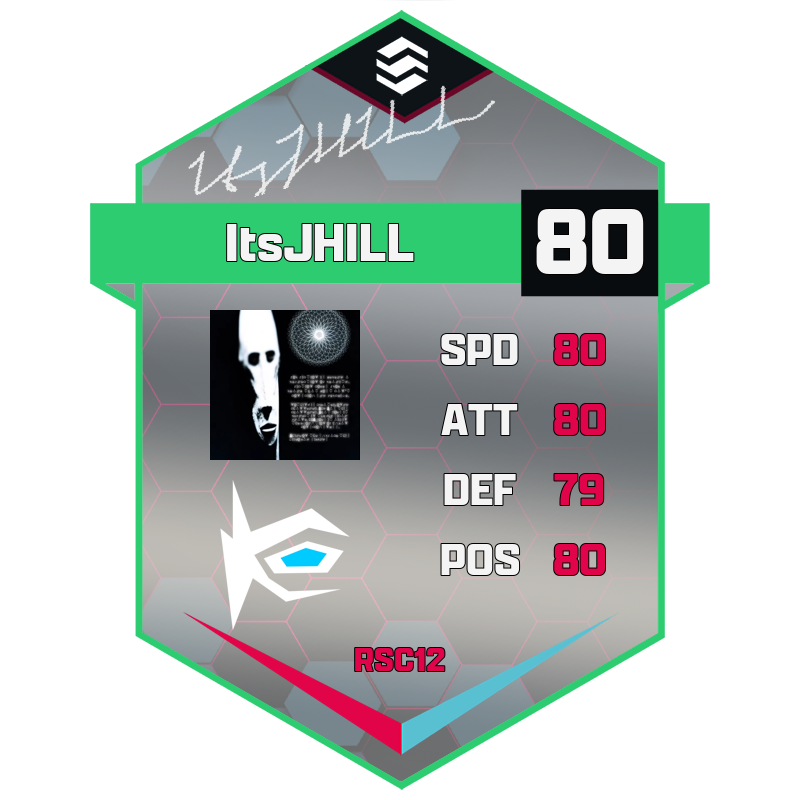 ItsJHILL
ItsJHILL
80
SPD 80
ATT 80
DEF 79
POS 80
RSC12